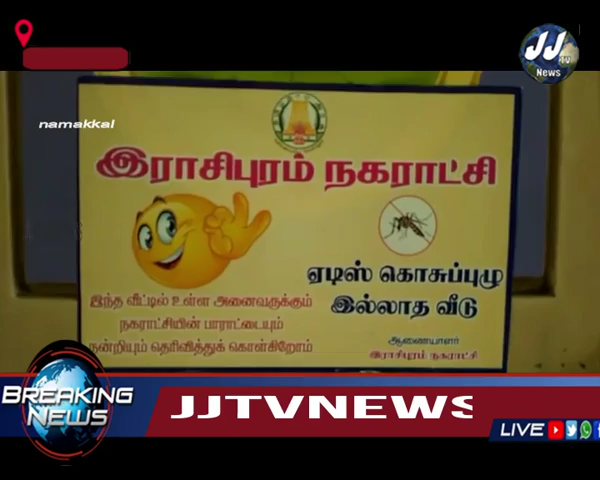 JJ
TV
News
namakkal
இராசிபுரம் நகராட்சி
ஏடிஸ் கொசுப்புழு
இல்லாத வீடு
இந்த வீட்டில் உள்ள அனைவருக்கும்
நகராட்சியின் பாராட்டையும்
நன்றியும் தெரிவித்துக் கொள்கிறோம்
ஆணையாளர்
இராசிபுரம் நகராட்சி
BREAKING
NEWS
JJTVNEWS
LIVE